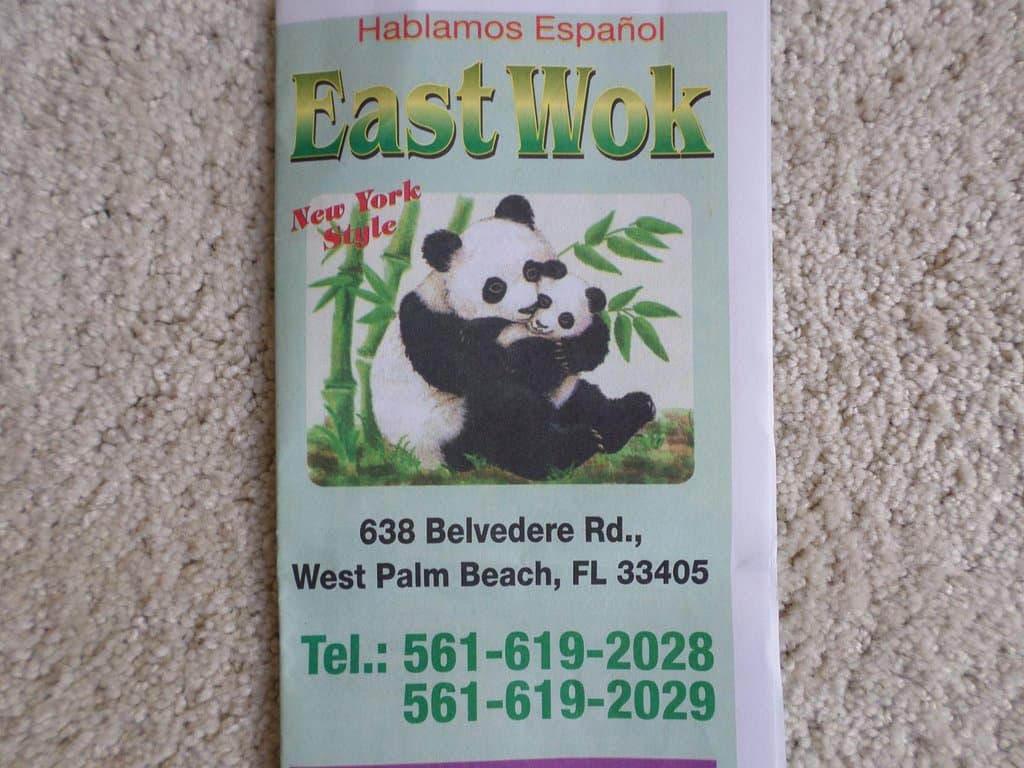 Hablamos Español
East Wok
New York
Style
638 Belvedere Rd.,
West Palm Beach, FL 33405
Tel.: 561-619-2028
561-619-2029